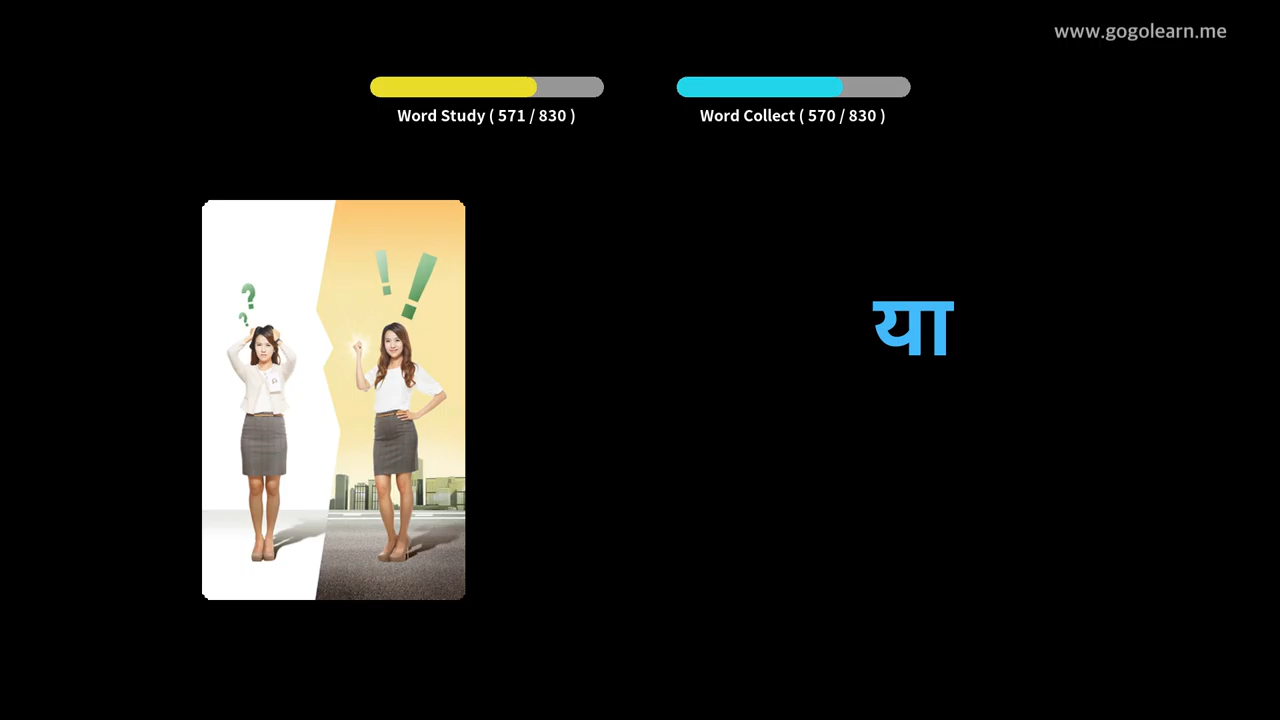 www.gogolearn.me
Word Study ( 571 / 830 )
Word Collect ( 570 / 830 )
? ? ! !
या